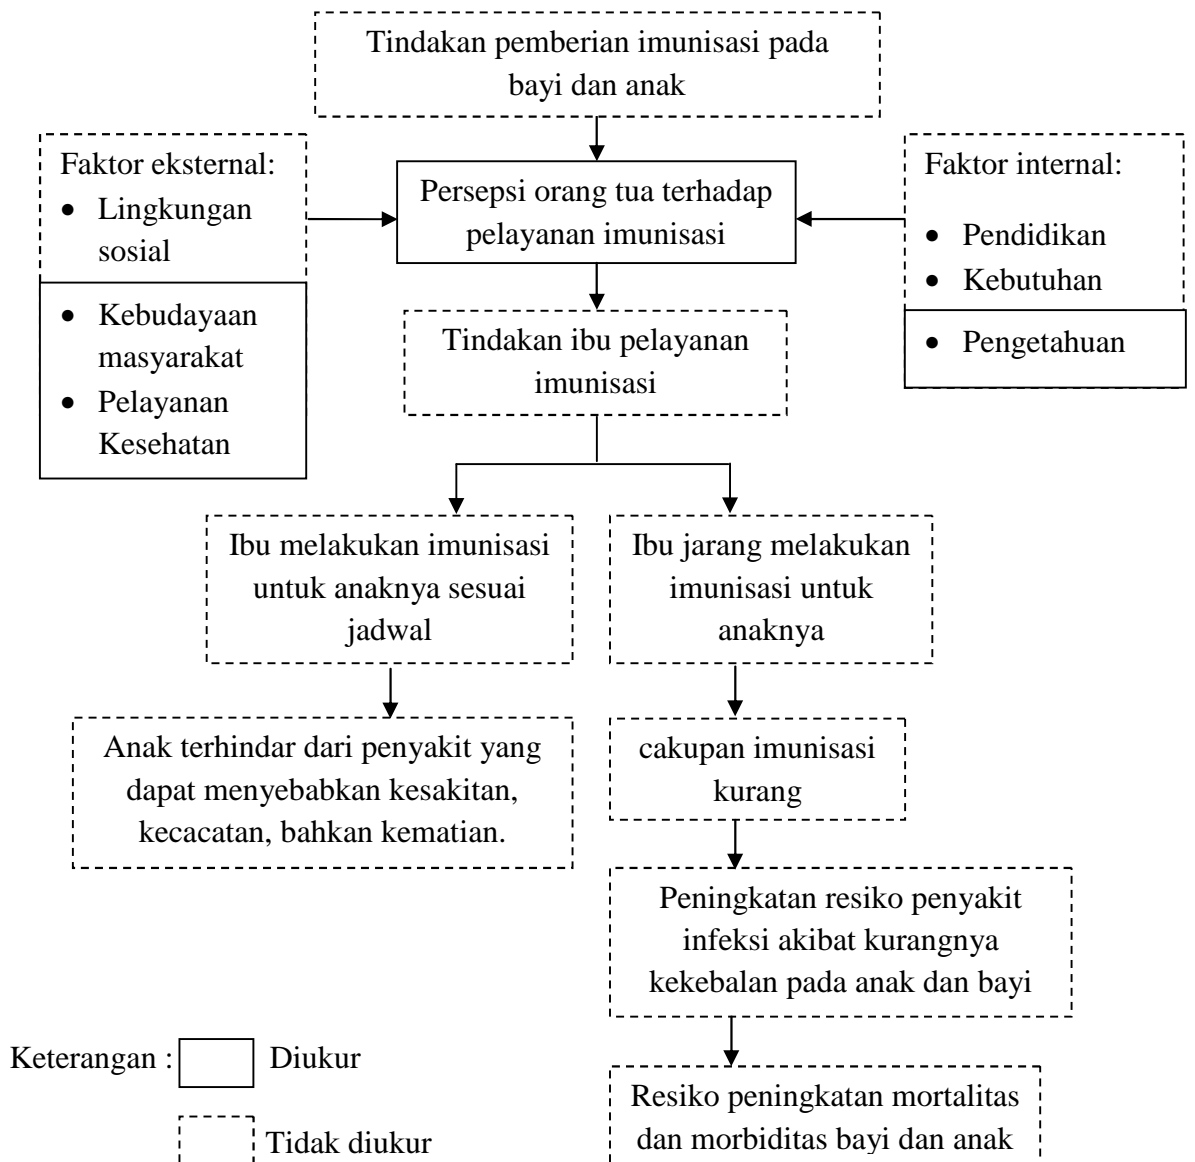 Tindakan pemberian imunisasi pada
bayi dan anak
Faktor eksternal:
• Lingkungan
sosial
• Kebudayaan
masyarakat
• Pelayanan
Kesehatan
Persepsi orang tua terhadap
pelayanan imunisasi
Faktor internal:
• Pendidikan
• Kebutuhan
• Pengetahuan
Tindakan ibu pelayanan
imunisasi
Ibu melakukan imunisasi
untuk anaknya sesuai
jadwal
Ibu jarang melakukan
imunisasi untuk
anaknya
Anak terhindar dari penyakit yang
dapat menyebabkan kesakitan,
kecacatan, bahkan kematian.
cakupan imunisasi
kurang
Peningkatan resiko penyakit
infeksi akibat kurangnya
kekebalan pada anak dan bayi
Resiko peningkatan mortalitas
dan morbiditas bayi dan anak
Keterangan : Diukur
Tidak diukur